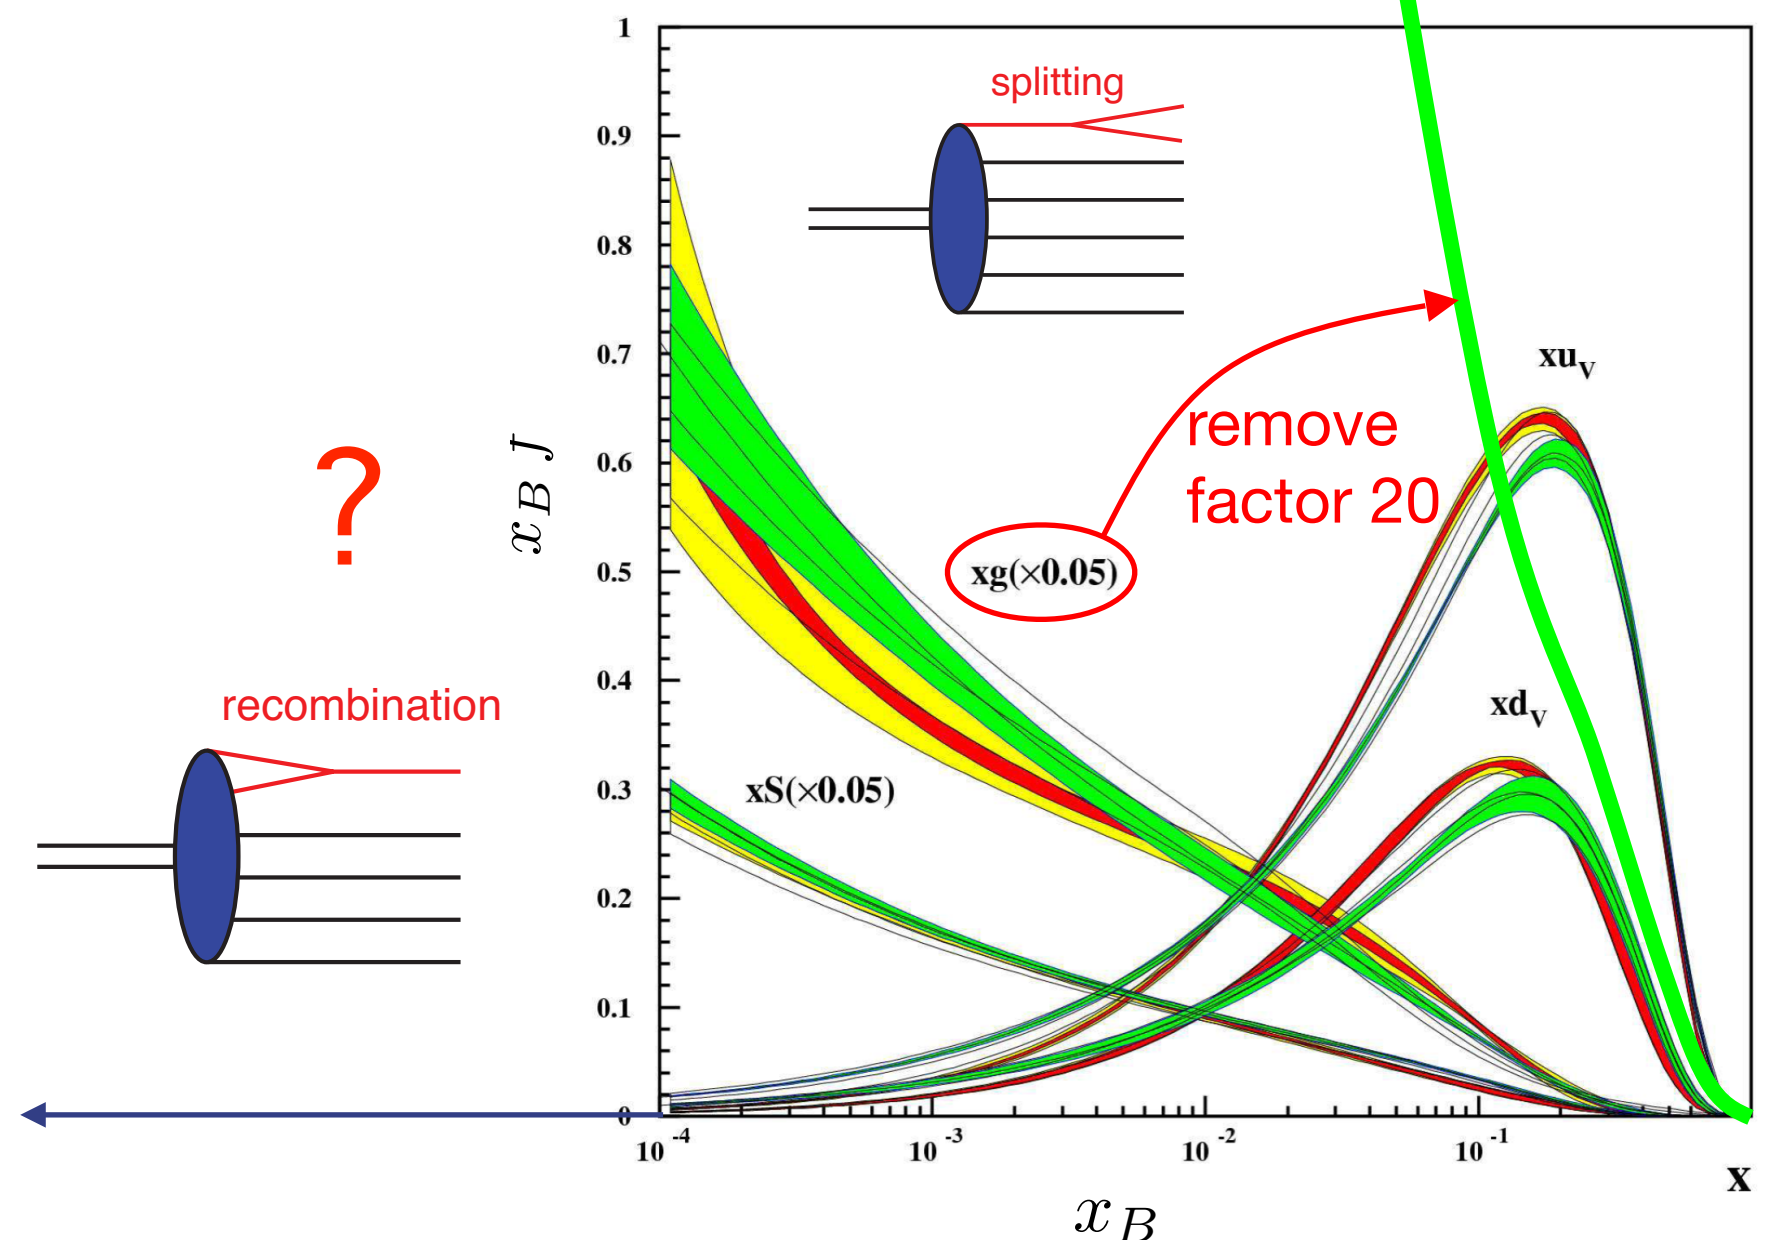 1
splitting
0.9
0.8
0.7
xu_V
remove
factor 20
0.6
x_B f
?
xg(×0.05)
0.5
0.4
recombination
xd_V
0.3
xS(×0.05)
0.2
0.1
0
10^-4
10^-3
10^-2
10^-1
x
x_B